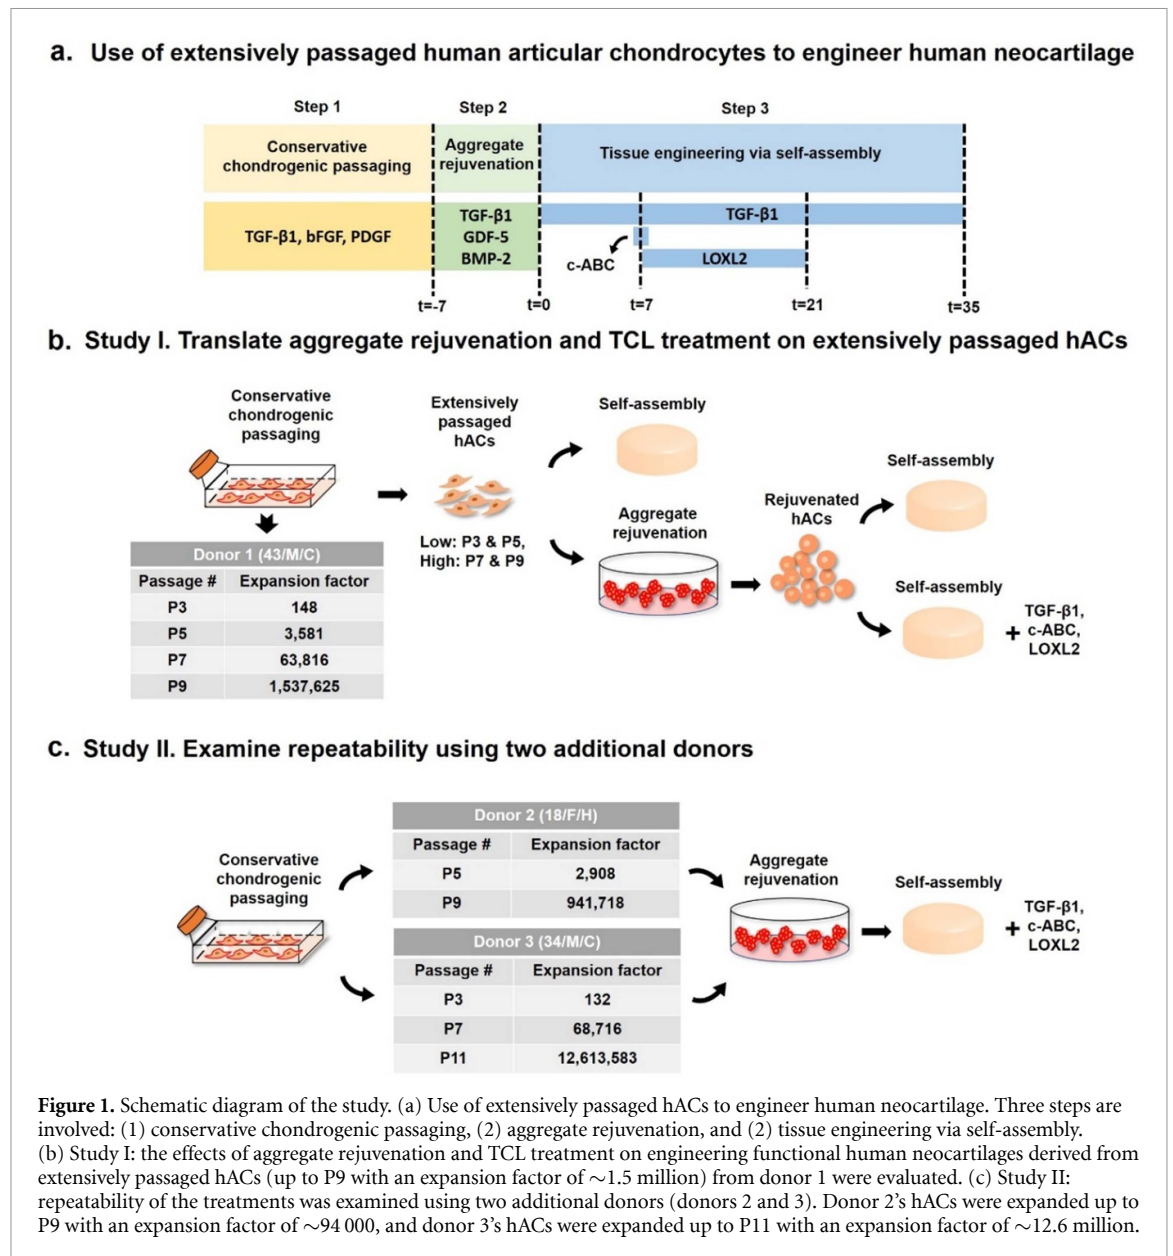 a. Use of extensively passaged human articular chondrocytes to engineer human neocartilage
Step 1
Step 2
Step 3
Conservative
chondrogenic passaging
Aggregate
rejuvenation
Tissue engineering via self-assembly
TGF-β1, bFGF, PDGF
TGF-β1
GDF-5
BMP-2
TGF-β1
c-ABC
LOXL2
t=-7
t=0
t=7
t=21
t=35
b. Study I. Translate aggregate rejuvenation and TCL treatment on extensively passaged hACs
Conservative
chondrogenic
passaging
Extensively
passaged
hACs
Low: P3 & P5,
High: P7 & P9
Self-assembly
Aggregate
rejuvenation
Rejuvenated
hACs
Self-assembly
Self-assembly
+ TGF-β1,
c-ABC,
LOXL2
Donor 1 (43/M/C)
Passage # Expansion factor
P3 148
P5 3,581
P7 63,816
P9 1,537,625
c. Study II. Examine repeatability using two additional donors
Conservative
chondrogenic
passaging
Donor 2 (18/F/H)
Passage # Expansion factor
P5 2,908
P9 941,718
Donor 3 (34/M/C)
Passage # Expansion factor
P3 132
P7 68,716
P11 12,613,583
Aggregate
rejuvenation
Self-assembly
+ TGF-β1,
c-ABC,
LOXL2
Figure 1. Schematic diagram of the study. (a) Use of extensively passaged hACs to engineer human neocartilage. Three steps are
involved: (1) conservative chondrogenic passaging, (2) aggregate rejuvenation, and (2) tissue engineering via self-assembly.
(b) Study I: the effects of aggregate rejuvenation and TCL treatment on engineering functional human neocartilages derived from
extensively passaged hACs (up to P9 with an expansion factor of ∼1.5 million) from donor 1 were evaluated. (c) Study II:
repeatability of the treatments was examined using two additional donors (donors 2 and 3). Donor 2's hACs were expanded up to
P9 with an expansion factor of ∼94 000, and donor 3's hACs were expanded up to P11 with an expansion factor of ∼12.6 million.